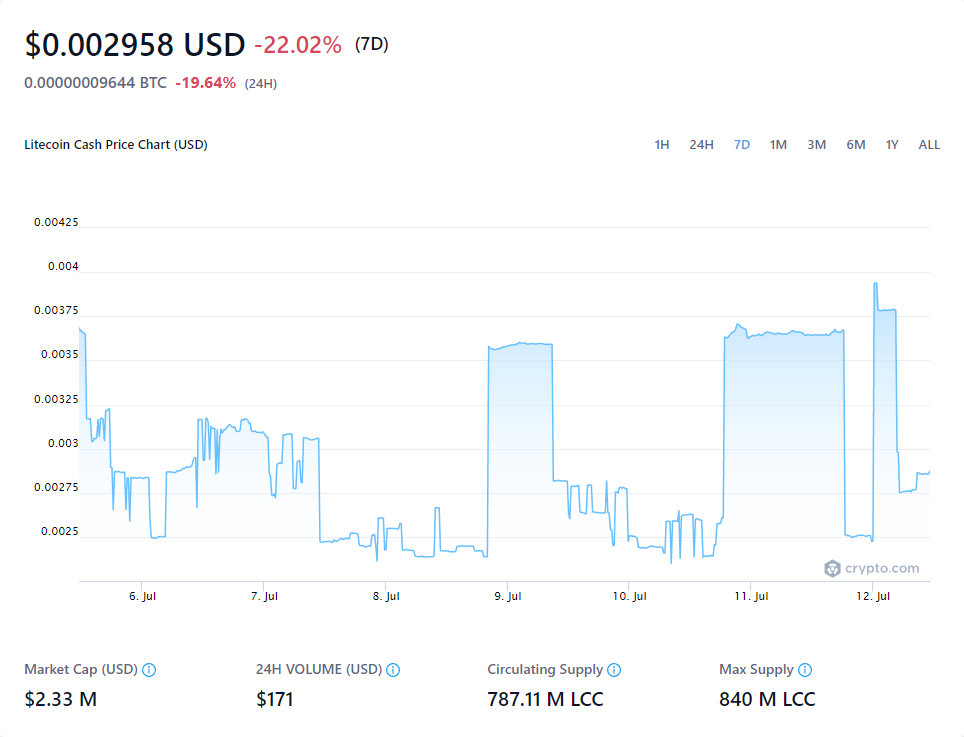 $0.002958 USD -22.02% (7D)
0.00000009644 BTC -19.64% (24H)
Litecoin Cash Price Chart (USD) 1H 24H 7D 1M 3M 6M 1Y ALL
0.00425
0.004
0.00375
0.0035
0.00325
0.003
0.00275
0.0025
crypto.com
6. Jul 7. Jul 8. Jul 9. Jul 10. Jul 11. Jul 12. Jul
Market Cap (USD) 24H VOLUME (USD) Circulating Supply Max Supply
$2.33 M $171 787.11 M LCC 840 M LCC